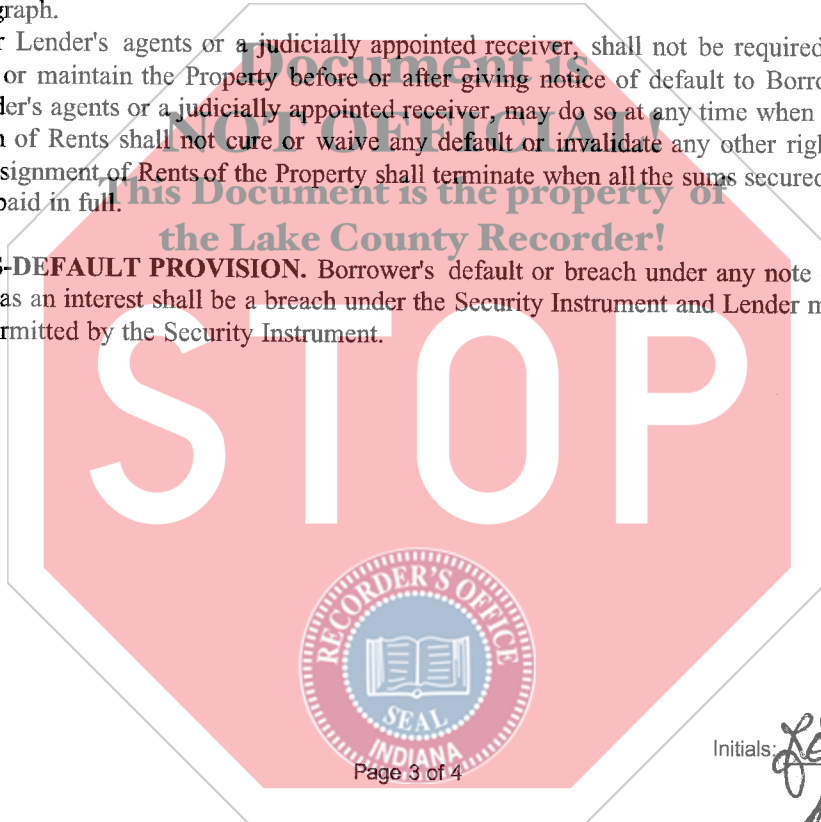 graph.
r Lender's agents or a judicially appointed receiver, shall not be required
or maintain the Property before or after giving notice of default to Borro
der's agents or a judicially appointed receiver, may do so at any time when
n of Rents shall not cure or waive any default or invalidate any other righ
signment of Rents of the Property shall terminate when all the sums secured
paid in full.
Document is
NOT OFFICIAL!
This Document is the property of
the Lake County Recorder!
S-DEFAULT PROVISION. Borrower's default or breach under any note
as an interest shall be a breach under the Security Instrument and Lender m
rmitted by the Security Instrument.
STOP
RECORDER'S OFFICE
SEAL
INDIANA
Initials:
Page 3 of 4